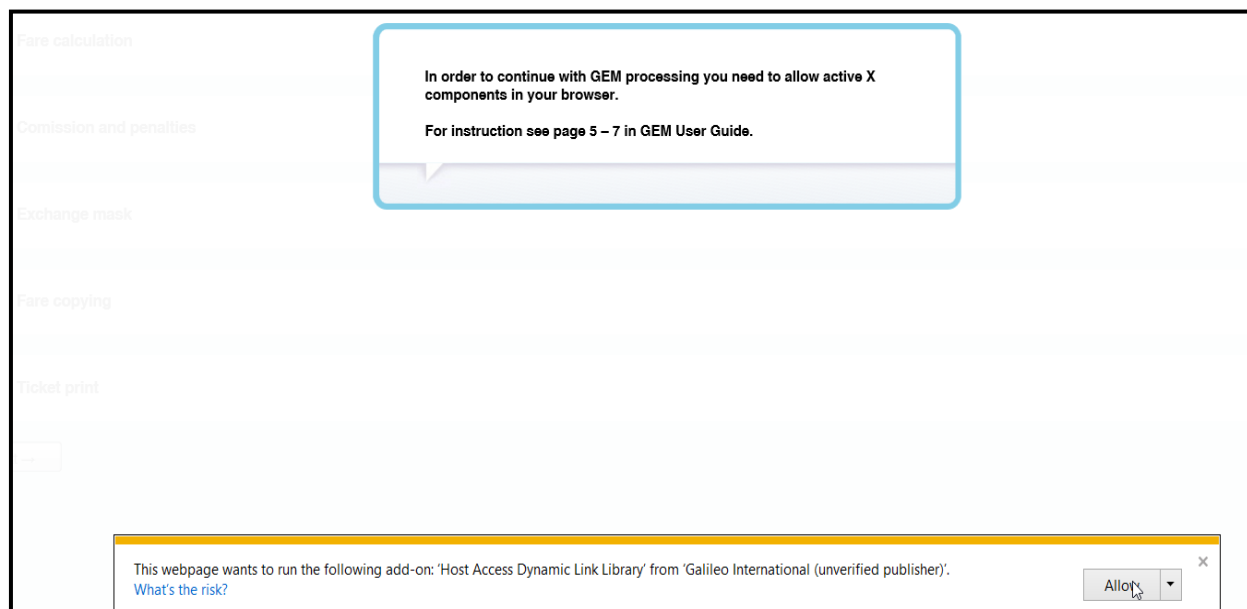 Fare calculation
In order to continue with GEM processing you need to allow active X
components in your browser.
For instruction see page 5 – 7 in GEM User Guide.
Comission and penalties
Exchange mask
Fare copying
Ticket print
This webpage wants to run the following add-on: 'Host Access Dynamic Link Library' from 'Galileo International (unverified publisher)'.
What's the risk?
Allow